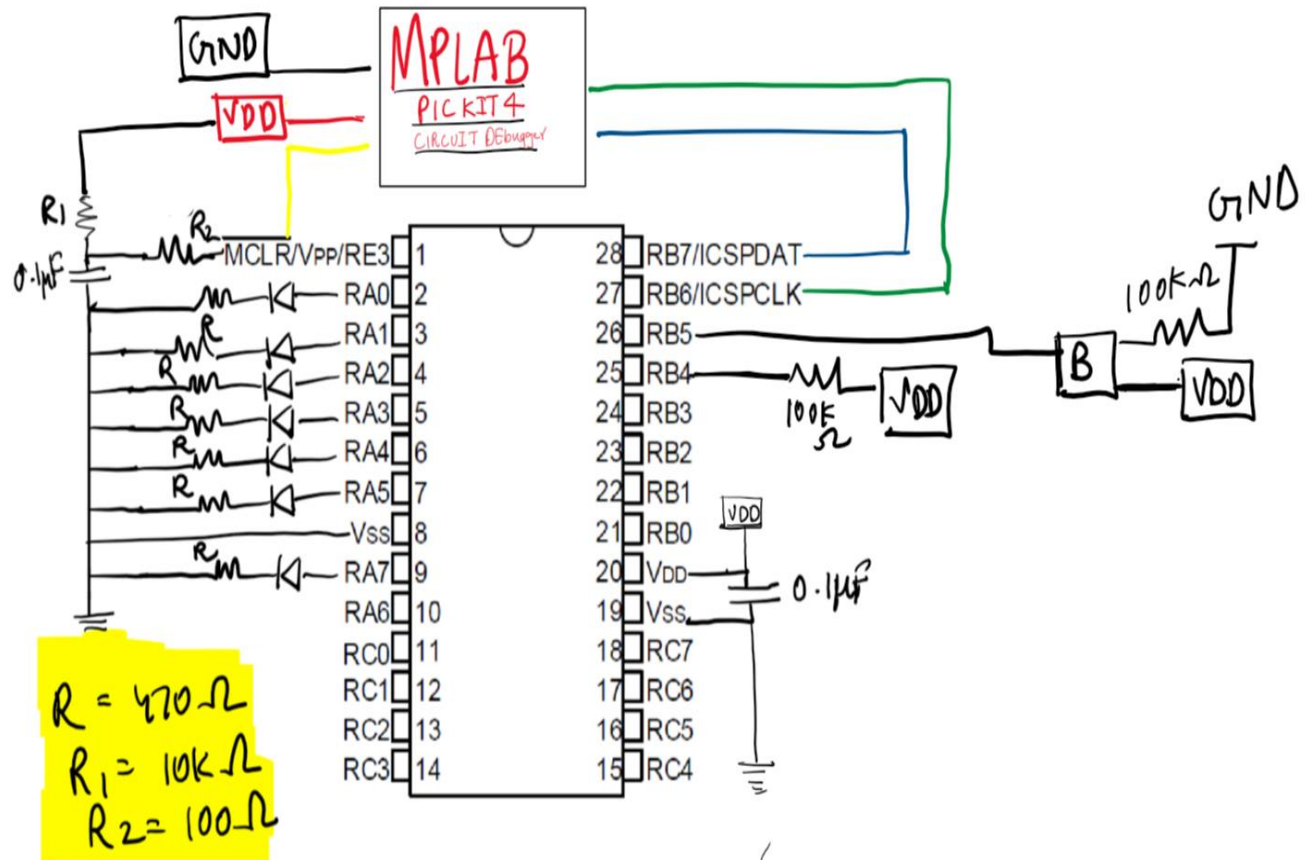 GND
MPLAB
PICKIT4
CIRCUIT DEbugger
VDD
GND
R1
R2
0.1μF
MCLR/VPP/RE3 1
28 RB7/ICSPDAT
RA0 2
27 RB6/ICSPCLK
100KΩ
R
RA1 3
26 RB5
B
R
RA2 4
25 RB4
VDD
VDD
100K
Ω
R
RA3 5
24 RB3
R
RA4 6
23 RB2
R
RA5 7
22 RB1
VDD
VSS 8
21 RB0
R
RA7 9
20 VDD
0.1μF
RA6 10
19 VSS
RC0 11
18 RC7
RC1 12
17 RC6
RC2 13
16 RC5
RC3 14
15 RC4
R = 470Ω
R1 = 10KΩ
R2 = 100Ω